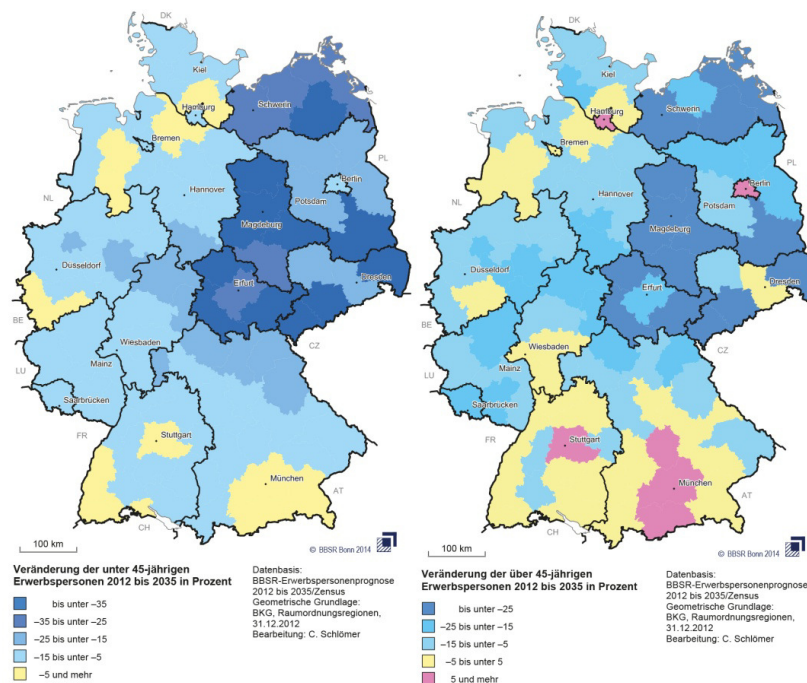 DK
Kiel
Schwerin
Hamburg
Bremen
PL
Berlin
NL
Hannover
Potsdam
Magdeburg
Düsseldorf
Erfurt
Dresden
BE
Wiesbaden
CZ
LU
Mainz
Saarbrücken
FR
Stuttgart
München
AT
CH
100 km
© BBSR Bonn 2014
Veränderung der unter 45-jährigen
Erwerbspersonen 2012 bis 2035 in Prozent
bis unter –35
–35 bis unter –25
–25 bis unter –15
–15 bis unter –5
–5 und mehr
Datenbasis:
BBSR-Erwerbspersonenprognose
2012 bis 2035/Zensus
Geometrische Grundlage:
BKG, Raumordnungsregionen,
31.12.2012
Bearbeitung: C. Schlömer
DK
Kiel
Schwerin
Hamburg
Bremen
PL
Berlin
NL
Hannover
Potsdam
Magdeburg
Düsseldorf
Erfurt
Dresden
BE
Wiesbaden
CZ
LU
Mainz
Saarbrücken
FR
Stuttgart
München
AT
CH
100 km
© BBSR Bonn 2014
Veränderung der über 45-jährigen
Erwerbspersonen 2012 bis 2035 in Prozent
bis unter –25
–25 bis unter –15
–15 bis unter –5
–5 bis unter 5
5 und mehr
Datenbasis:
BBSR-Erwerbspersonenprognose
2012 bis 2035/Zensus
Geometrische Grundlage:
BKG, Raumordnungsregionen,
31.12.2012
Bearbeitung: C. Schlömer